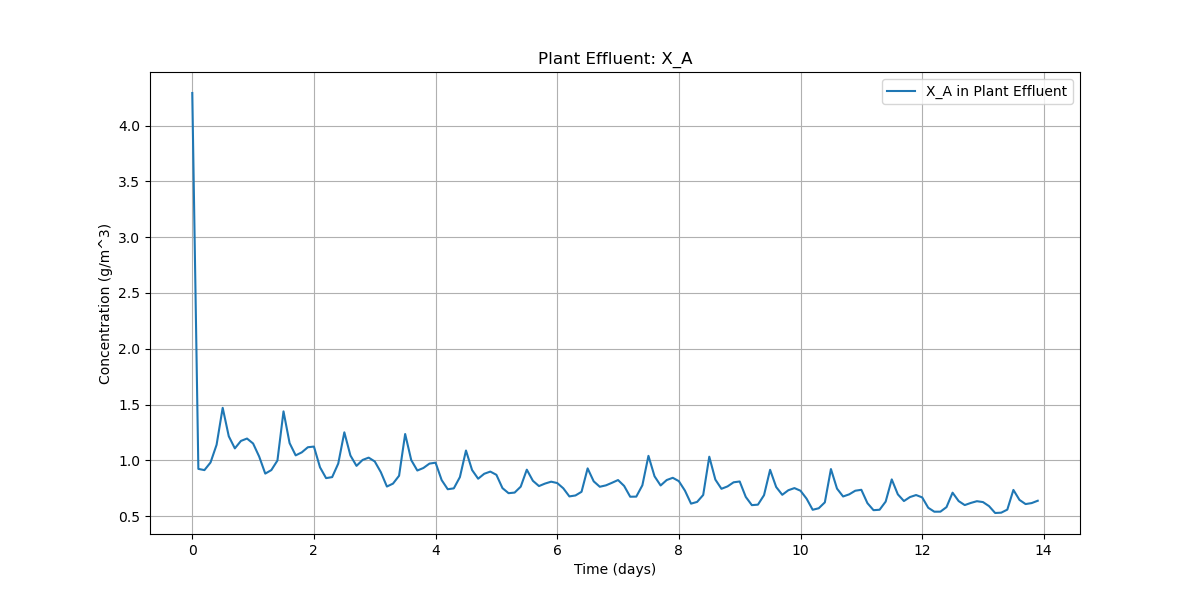 Plant Effluent: X_A
X_A in Plant Effluent
Concentration (g/m^3)
4.0
3.5
3.0
2.5
2.0
1.5
1.0
0.5
0 2 4 6 8 10 12 14
Time (days)